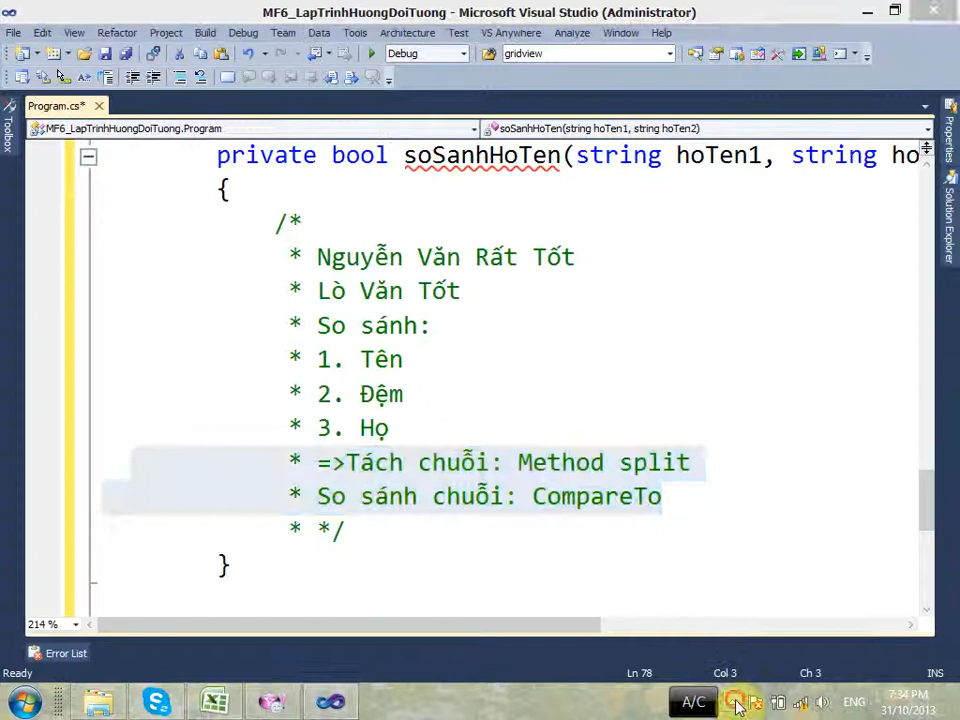 MF6_LapTrinhHuongDoiTuong - Microsoft Visual Studio (Administrator)
File Edit View Refactor Project Build Debug Team Data Tools Architecture Test VS Anywhere Analyze Window Help
Debug gridview
Program.cs*
MF6_LapTrinhHuongDoiTuong.Program soSanhHoTen(string hoTen1, string hoTen2)
Toolbox
Properties
Solution Explorer
private bool soSanhHoTen(string hoTen1, string ho
{
/*
* Nguyễn Văn Rất Tốt
* Lò Văn Tốt
* So sánh:
* 1. Tên
* 2. Đệm
* 3. Họ
* =>Tách chuỗi: Method split
* So sánh chuỗi: CompareTo
* */
}
214 %
Error List
Ready Ln 78 Col 3 Ch 3 INS
A/C ENG 7:34 PM
31/10/2013